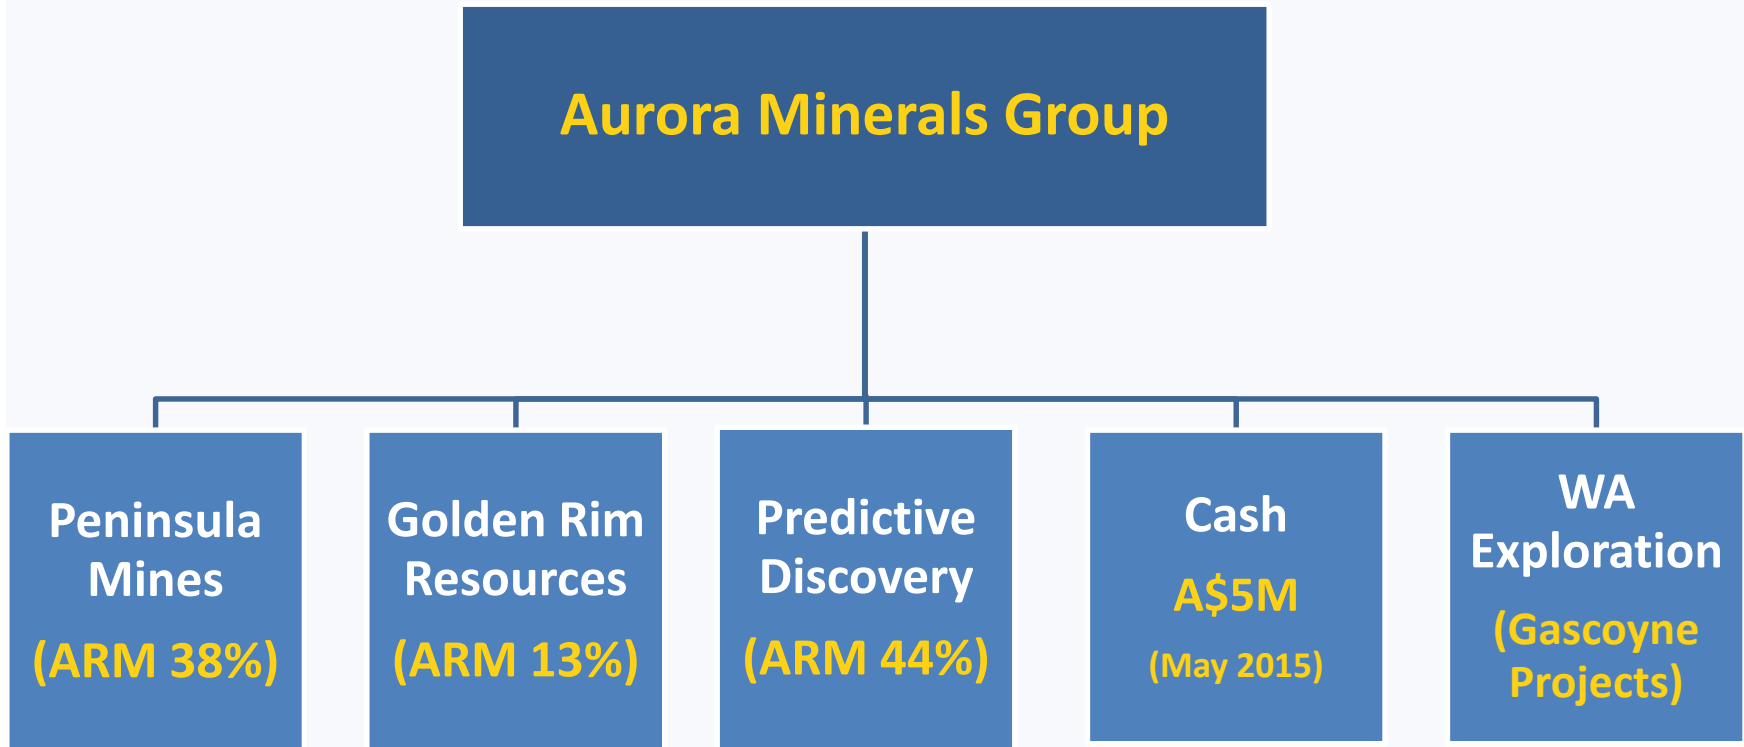 Aurora Minerals Group
Peninsula
Mines
(ARM 38%)
Golden Rim
Resources
(ARM 13%)
Predictive
Discovery
(ARM 44%)
Cash
A$5M
(May 2015)
WA
Exploration
(Gascoyne
Projects)